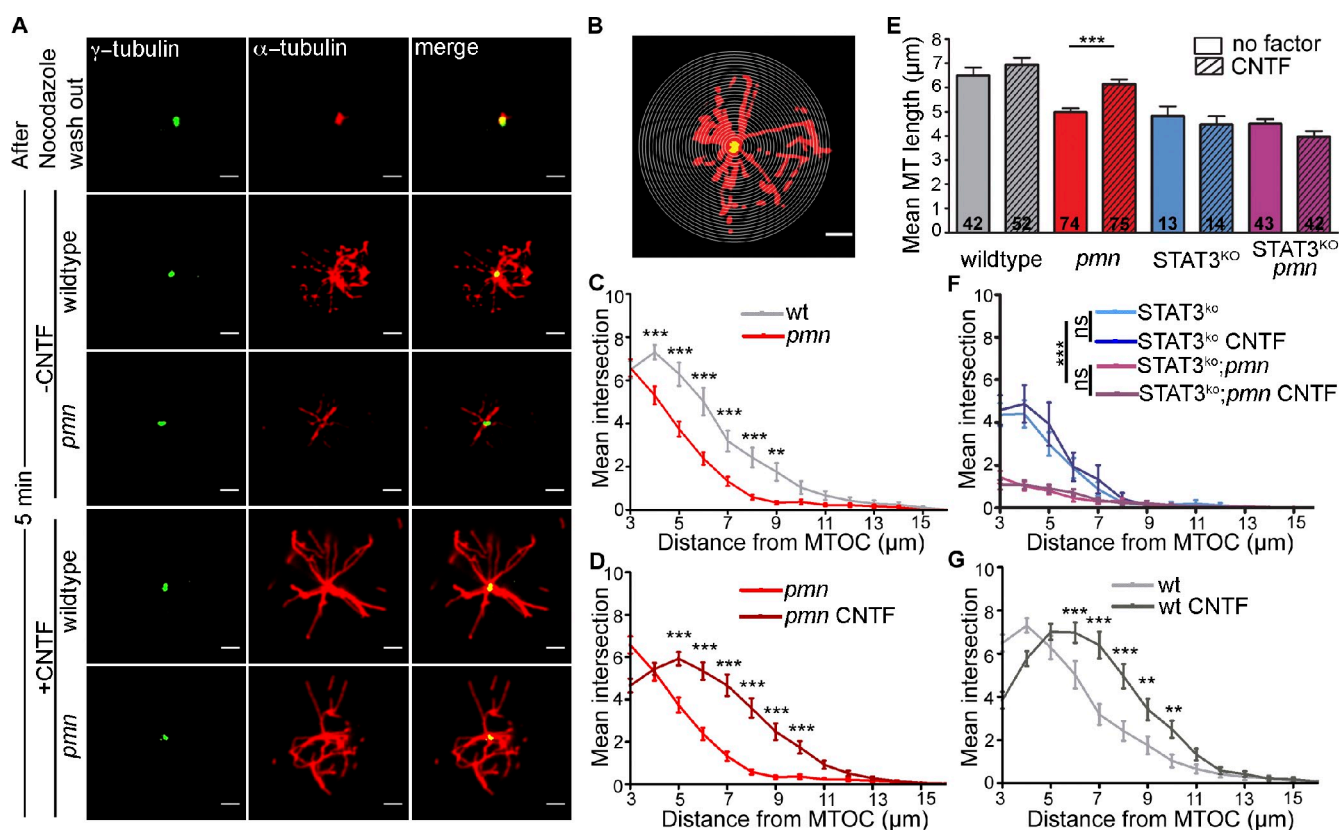 A
γ-tubulin
α-tubulin
merge
After
Nocodazole
wash out
5 min
-CNTF
wildtype
pmn
+CNTF
wildtype
pmn
B
C
10
8
6
4
2
0
Mean intersection
wt
pmn
***
***
***
***
***
**
3 5 7 9 11 13 15
Distance from MTOC (µm)
D
10
8
6
4
2
0
Mean intersection
pmn
pmn CNTF
***
***
***
***
***
***
3 5 7 9 11 13 15
Distance from MTOC (µm)
E
8
7
6
5
4
3
2
1
0
Mean MT length (µm)
***
no factor
CNTF
42 52 74 75 13 14 43 42
wildtype pmn STAT3ᴷᴼ STAT3ᴷᴼ
pmn
F
10
8
6
4
2
0
Mean intersection
***
ns
ns
STAT3ᵏᵒ
STAT3ᵏᵒ CNTF
STAT3ᵏᵒ;pmn
STAT3ᵏᵒ;pmn CNTF
3 5 7 9 11 13 15
Distance from MTOC (µm)
G
10
8
6
4
2
0
Mean intersection
wt
wt CNTF
***
***
***
**
**
3 5 7 9 11 13 15
Distance from MTOC (µm)